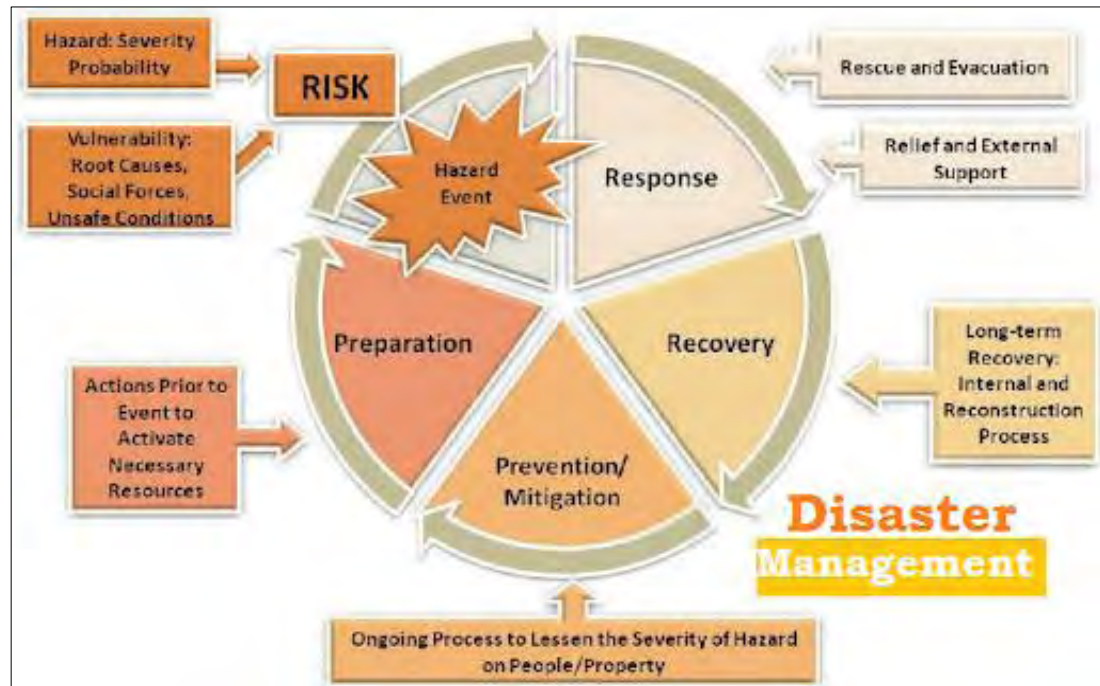 Hazard: Severity
Probability
RISK
Vulnerability:
Root Causes,
Social Forces,
Unsafe Conditions
Hazard
Event
Response
Rescue and Evacuation
Relief and External
Support
Preparation
Recovery
Actions Prior to
Event to
Activate
Necessary
Resources
Long-term
Recovery:
Internal and
Reconstruction
Process
Prevention/
Mitigation
Disaster
Management
Ongoing Process to Lessen the Severity of Hazard
on People/Property